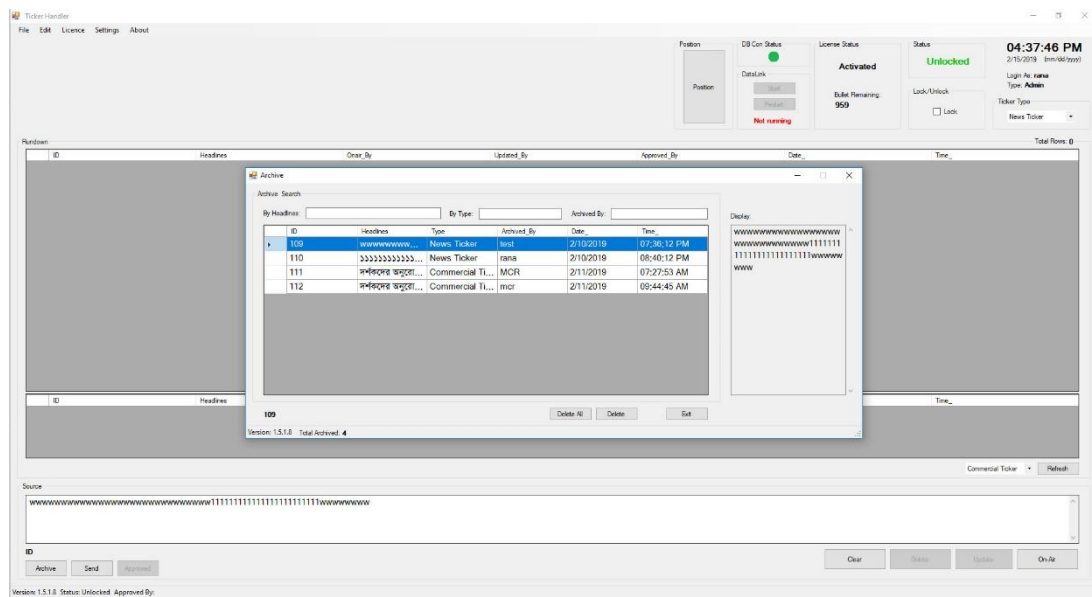 Ticker Handler
File Edit Licence Settings About
Position
Position
DB Con Status
DataLink
Start
Restart
Not running
License Status
Activated
Bullet Remaining:
959
Status
Unlocked
Lock/Unlock
Lock
04:37:46 PM
2/15/2019 (mm/dd/yyyy)
Login As: rana
Type: Admin
Ticker Type
News Ticker
Rundown
Total Rows: 0
ID Headlines Onair_By Updated_By Approved_By Date_ Time_
Archive
Archive Search
By Headlines: By Type: Archived By:
ID Headlines Type Archived_By Date_ Time_
109 wwwwwwwww... News Ticker test 2/10/2019 07:36:12 PM
110 ১১১১১১১১১১১১... News Ticker rana 2/10/2019 08:40:12 PM
111 দর্শকদের অনুরো... Commercial Ti... MCR 2/11/2019 07:27:53 AM
112 দর্শকদের অনুরো... Commercial Ti... mcr 2/11/2019 09:44:45 AM
Display:
www
109
Delete All Delete Exit
Version: 1.5.1.8 Total Archived: 4
ID Headlines Time_
Commercial Ticker Refresh
Source
ID
Archive Send Approved
Clear Delete Update On-Air
Version: 1.5.1.8 Status: Unlocked Approved By: